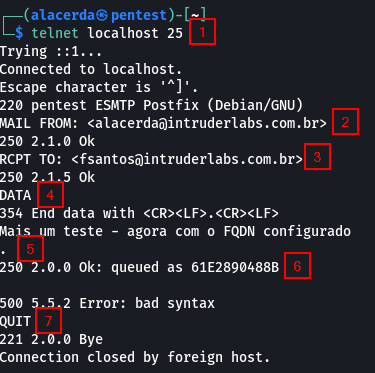 ┌──(alacerda㉿pentest)-[~]
└─$ telnet localhost 25 1
Trying ::1...
Connected to localhost.
Escape character is '^]'.
220 pentest ESMTP Postfix (Debian/GNU)
MAIL FROM: <alacerda@intruderlabs.com.br> 2
250 2.1.0 Ok
RCPT TO: <fsantos@intruderlabs.com.br> 3
250 2.1.5 Ok
DATA 4
354 End data with <CR><LF>.<CR><LF>
Mais um teste - agora com o FQDN configurado
. 5
250 2.0.0 Ok: queued as 61E2890488B 6
500 5.5.2 Error: bad syntax
QUIT 7
221 2.0.0 Bye
Connection closed by foreign host.